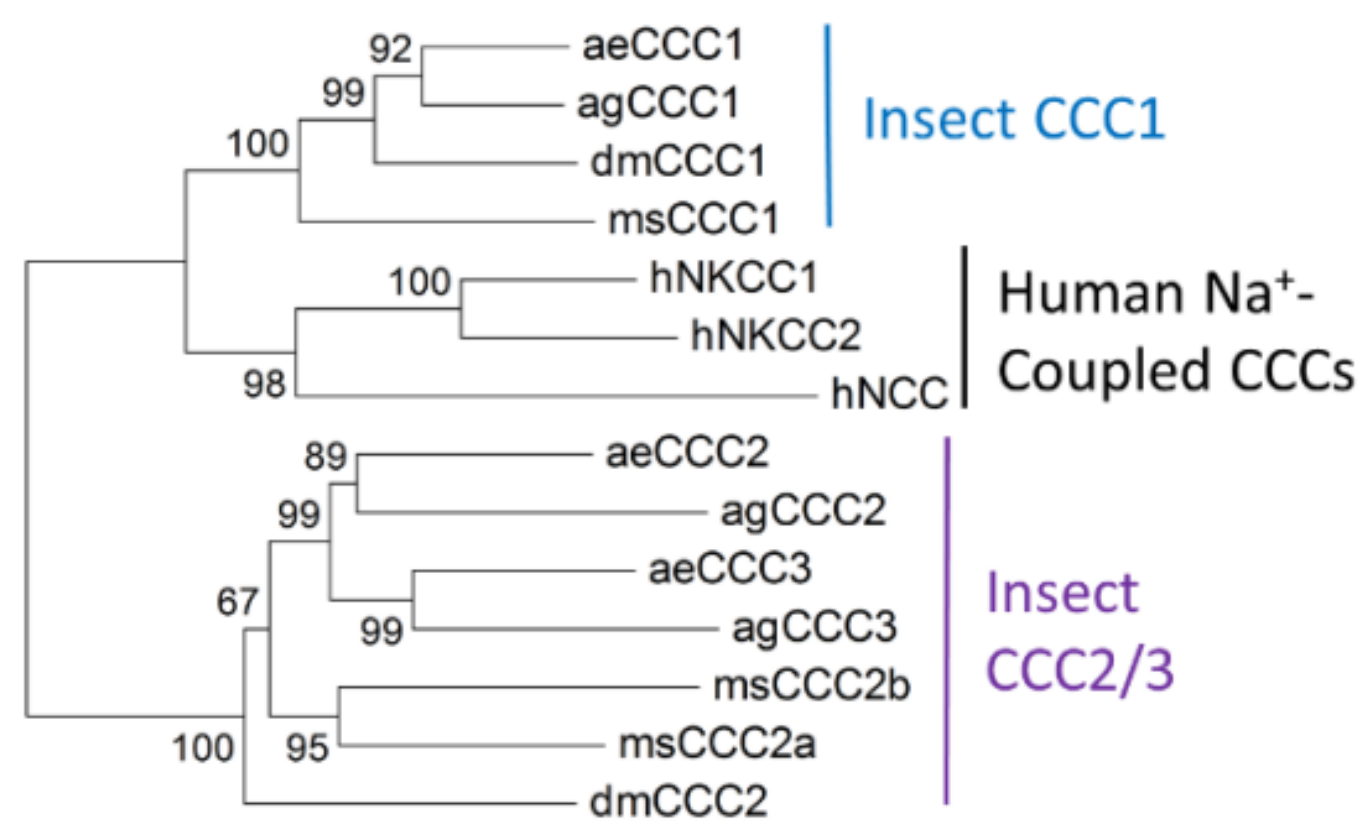 92
aeCCC1
99
agCCC1
Insect CCC1
100
dmCCC1
msCCC1
100
hNKCC1
Human Na⁺-
hNKCC2
Coupled CCCs
98
hNCC
89
aeCCC2
99
agCCC2
aeCCC3
Insect
67
99
agCCC3
CCC2/3
msCCC2b
100
95
msCCC2a
dmCCC2